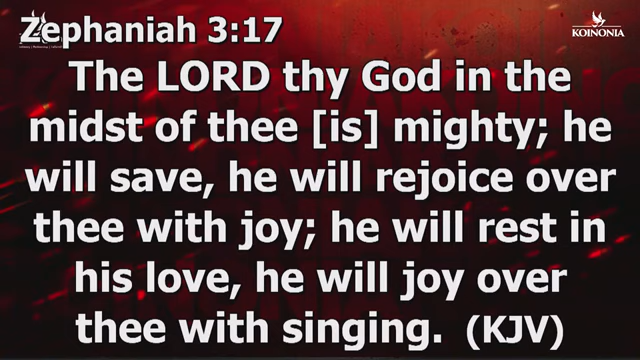 Zephaniah 3:17
KOINONIA
The LORD thy God in the
midst of thee [is] mighty; he
will save, he will rejoice over
thee with joy; he will rest in
his love, he will joy over
thee with singing. (KJV)